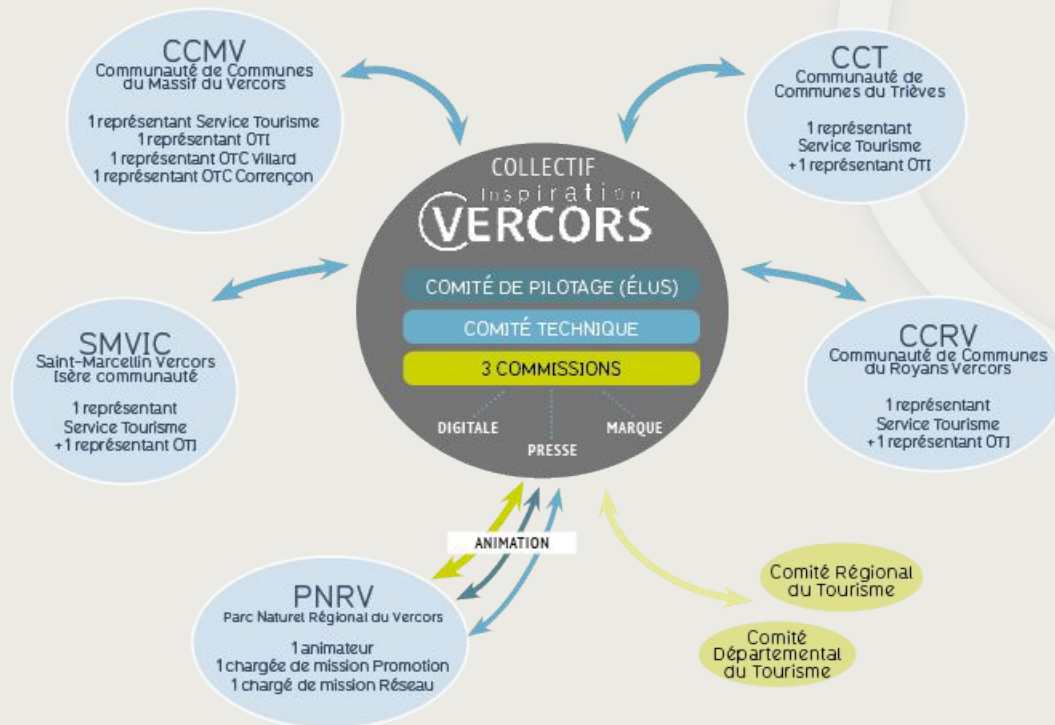 CCMV
Communauté de Communes
du Massif du Vercors
1 représentant Service Tourisme
1 représentant OTI
1 représentant OTC Villard
1 représentant OTC Corrençon
CCT
Communauté de
Communes du Trièves
1 représentant
Service Tourisme
+ 1 représentant OTI
COLLECTIF
Inspiration
VERCORS
COMITÉ DE PILOTAGE (ÉLUS)
COMITÉ TECHNIQUE
3 COMMISSIONS
DIGITALE
PRESSE
MARQUE
SMVIC
Saint-Marcellin Vercors
Isère communauté
1 représentant
Service Tourisme
+ 1 représentant OTI
CCRV
Communauté de Communes
du Royans Vercors
1 représentant
Service Tourisme
+ 1 représentant OTI
ANIMATION
PNRV
Parc Naturel Régional du Vercors
1 animateur
1 chargée de mission Promotion
1 chargé de mission Réseau
Comité Régional
du Tourisme
Comité
Départemental
du Tourisme